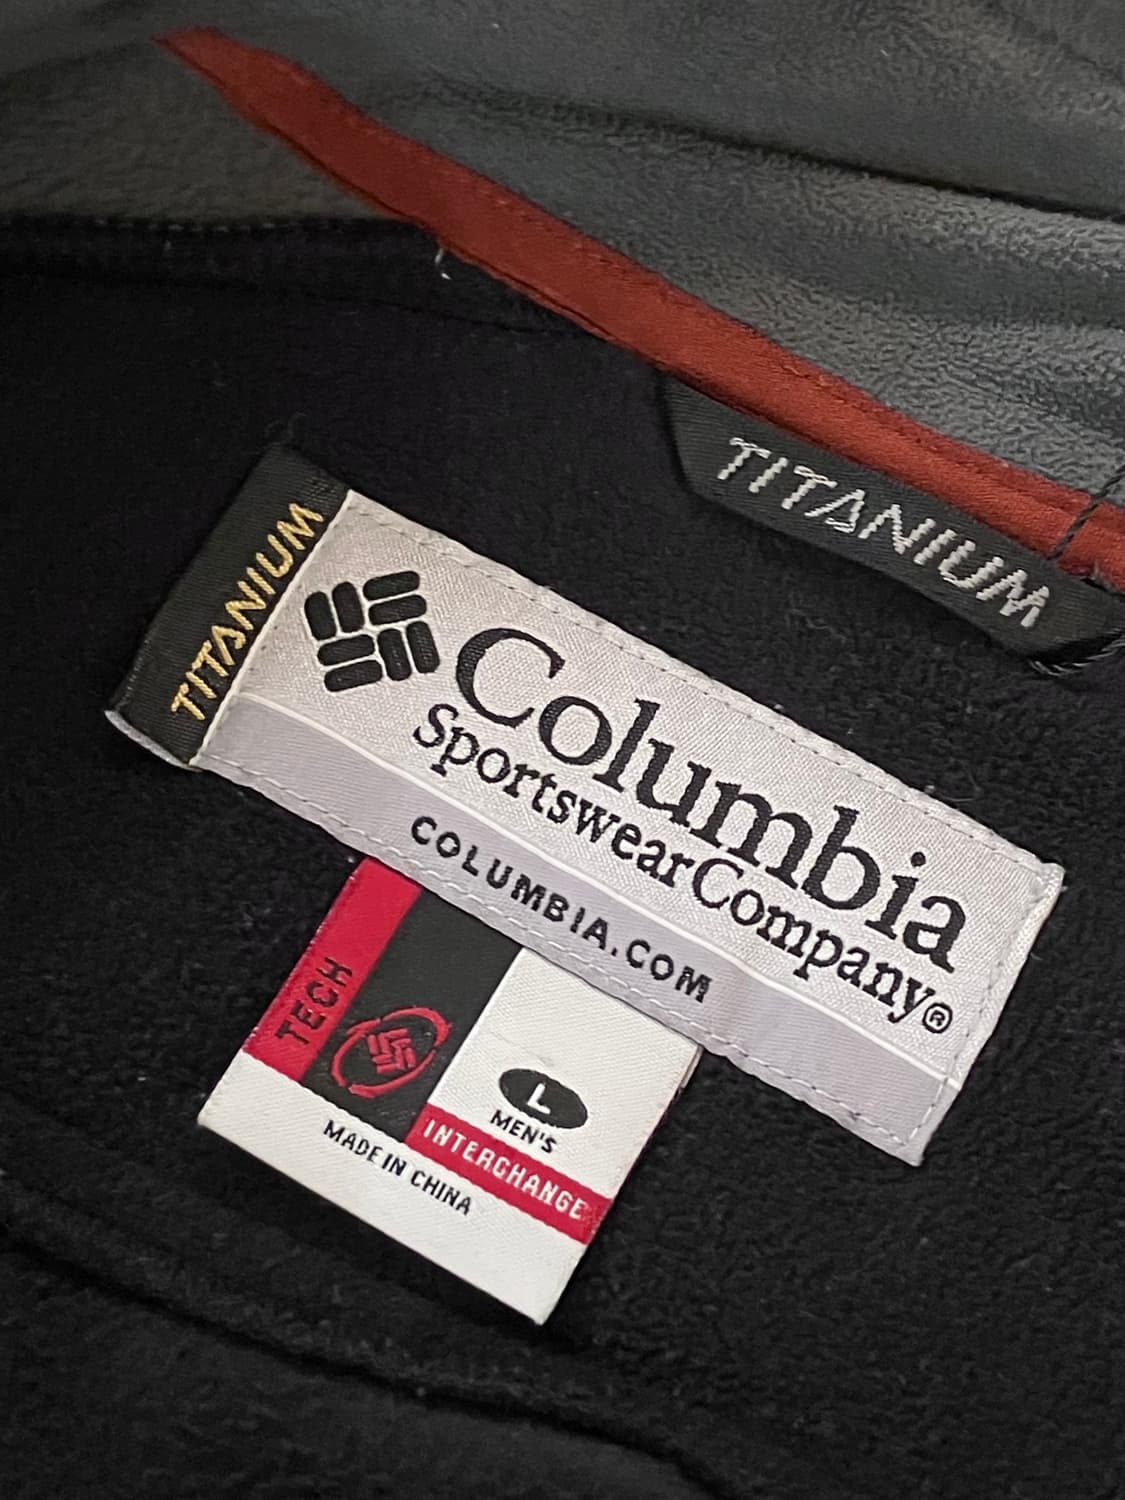 TITANIUM
TITANIUM
Columbia
Sportswear Company®
COLUMBIA.COM
TECH
L
MEN'S
INTERCHANGE
MADE IN CHINA